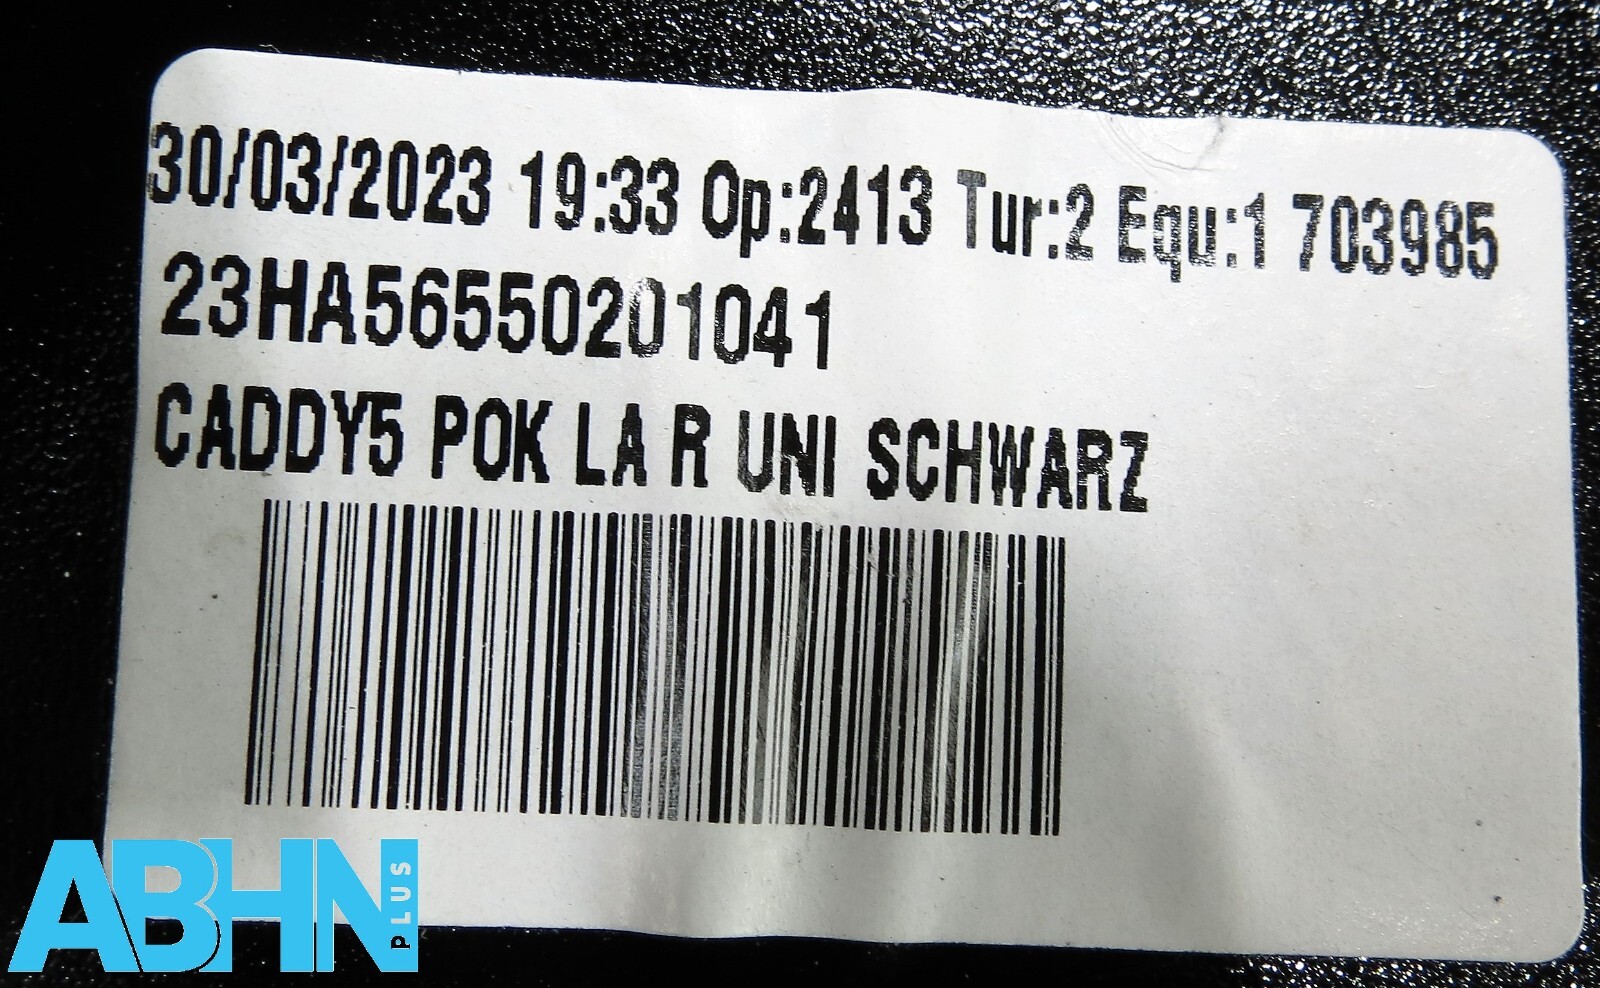 30/03/2023 19:33 Op:2413 Tur:2 Equ:1 703985
23HA56550201041
CADDY5 POK LA R UNI SCHWARZ
ABHN PLUS